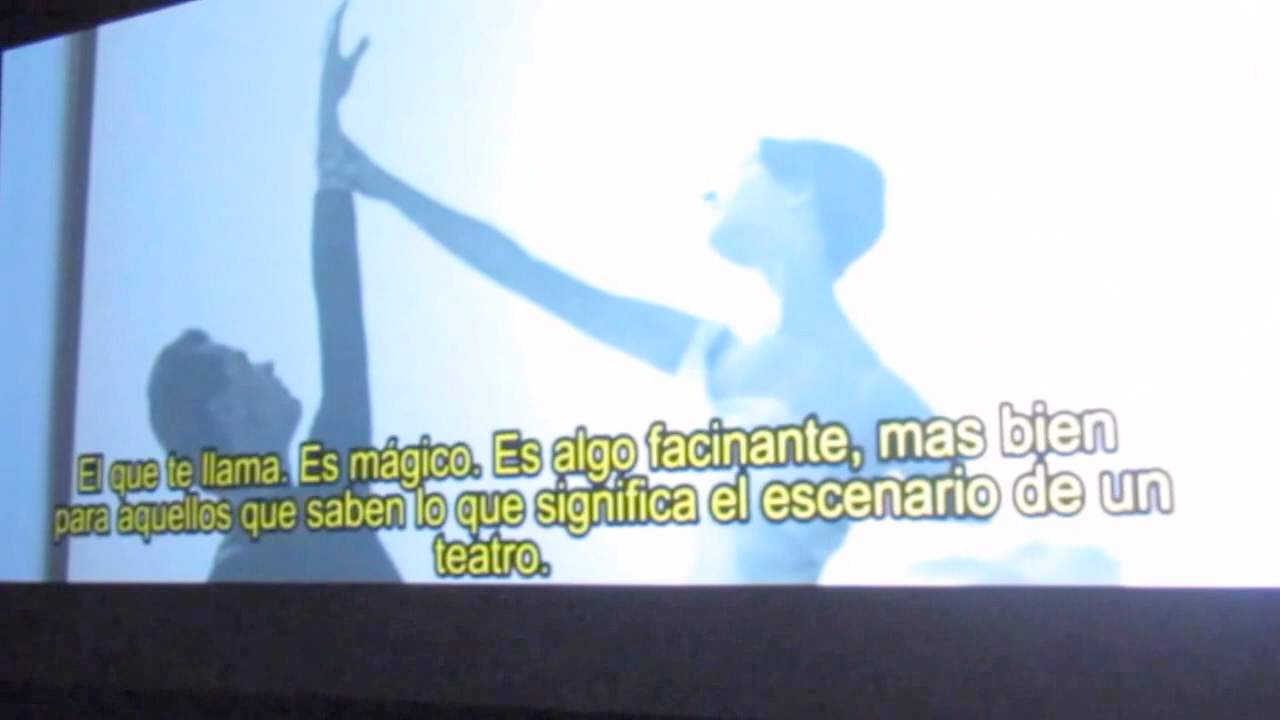 El que te llama. Es mágico. Es algo facinante, mas bien
para aquellos que saben lo que significa el escenario de un
teatro.